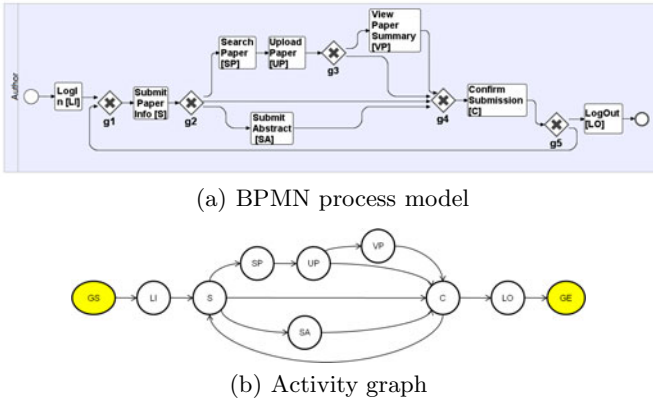 Author
LogI
n [LI]
g1
Submit
Paper
Info [S]
g2
Search
Paper
[SP]
Upload
Paper
[UP]
g3
View
Paper
Summary
[VP]
Submit
Abstract
[SA]
g4
Confirm
Submission
[C]
g5
LogOut
[LO]
(a) BPMN process model
GS
LI
S
SP
UP
VP
SA
C
LO
GE
(b) Activity graph